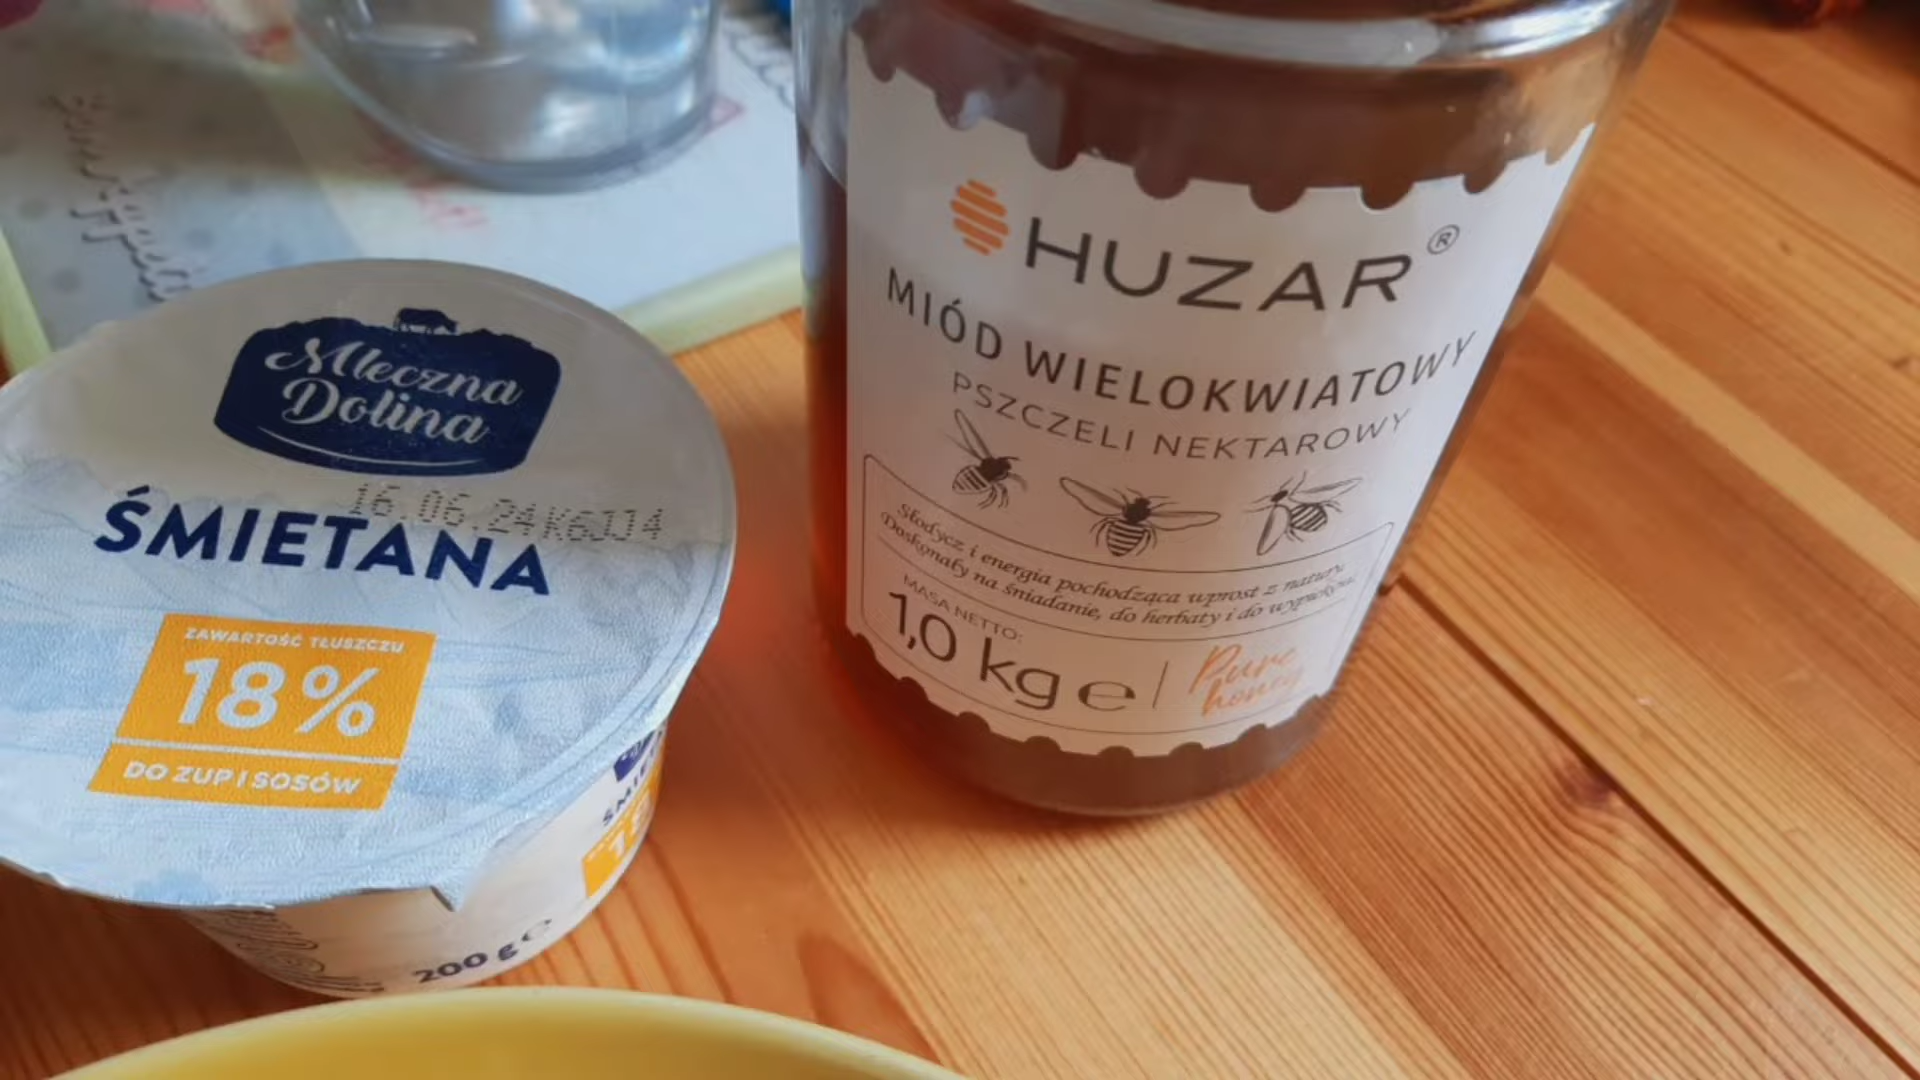 Mleczna
Dolina
16.06.24K6JJ4
ŚMIETANA
ZAWARTOŚĆ TŁUSZCZU
18%
DO ZUP I SOSÓW
200 g e
HUZAR®
MIÓD WIELOKWIATOWY
PSZCZELI NEKTAROWY
Słodycz i energia pochodząca wprost z natury.
Doskonały na śniadanie, do herbaty i do wypieków.
MASA NETTO:
1,0 kg e
Pure
honey